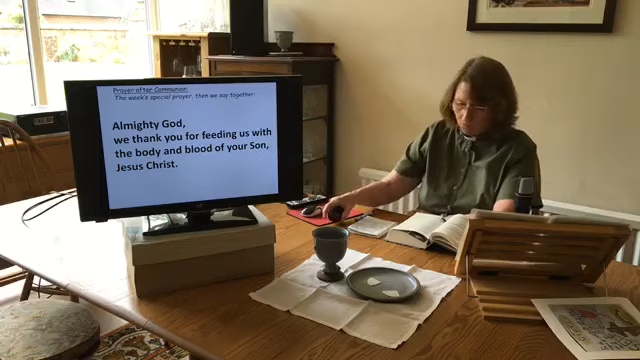 Prayer after Communion:
The week's special prayer, then we say together:
Almighty God,
we thank you for feeding us with
the body and blood of your Son,
Jesus Christ.